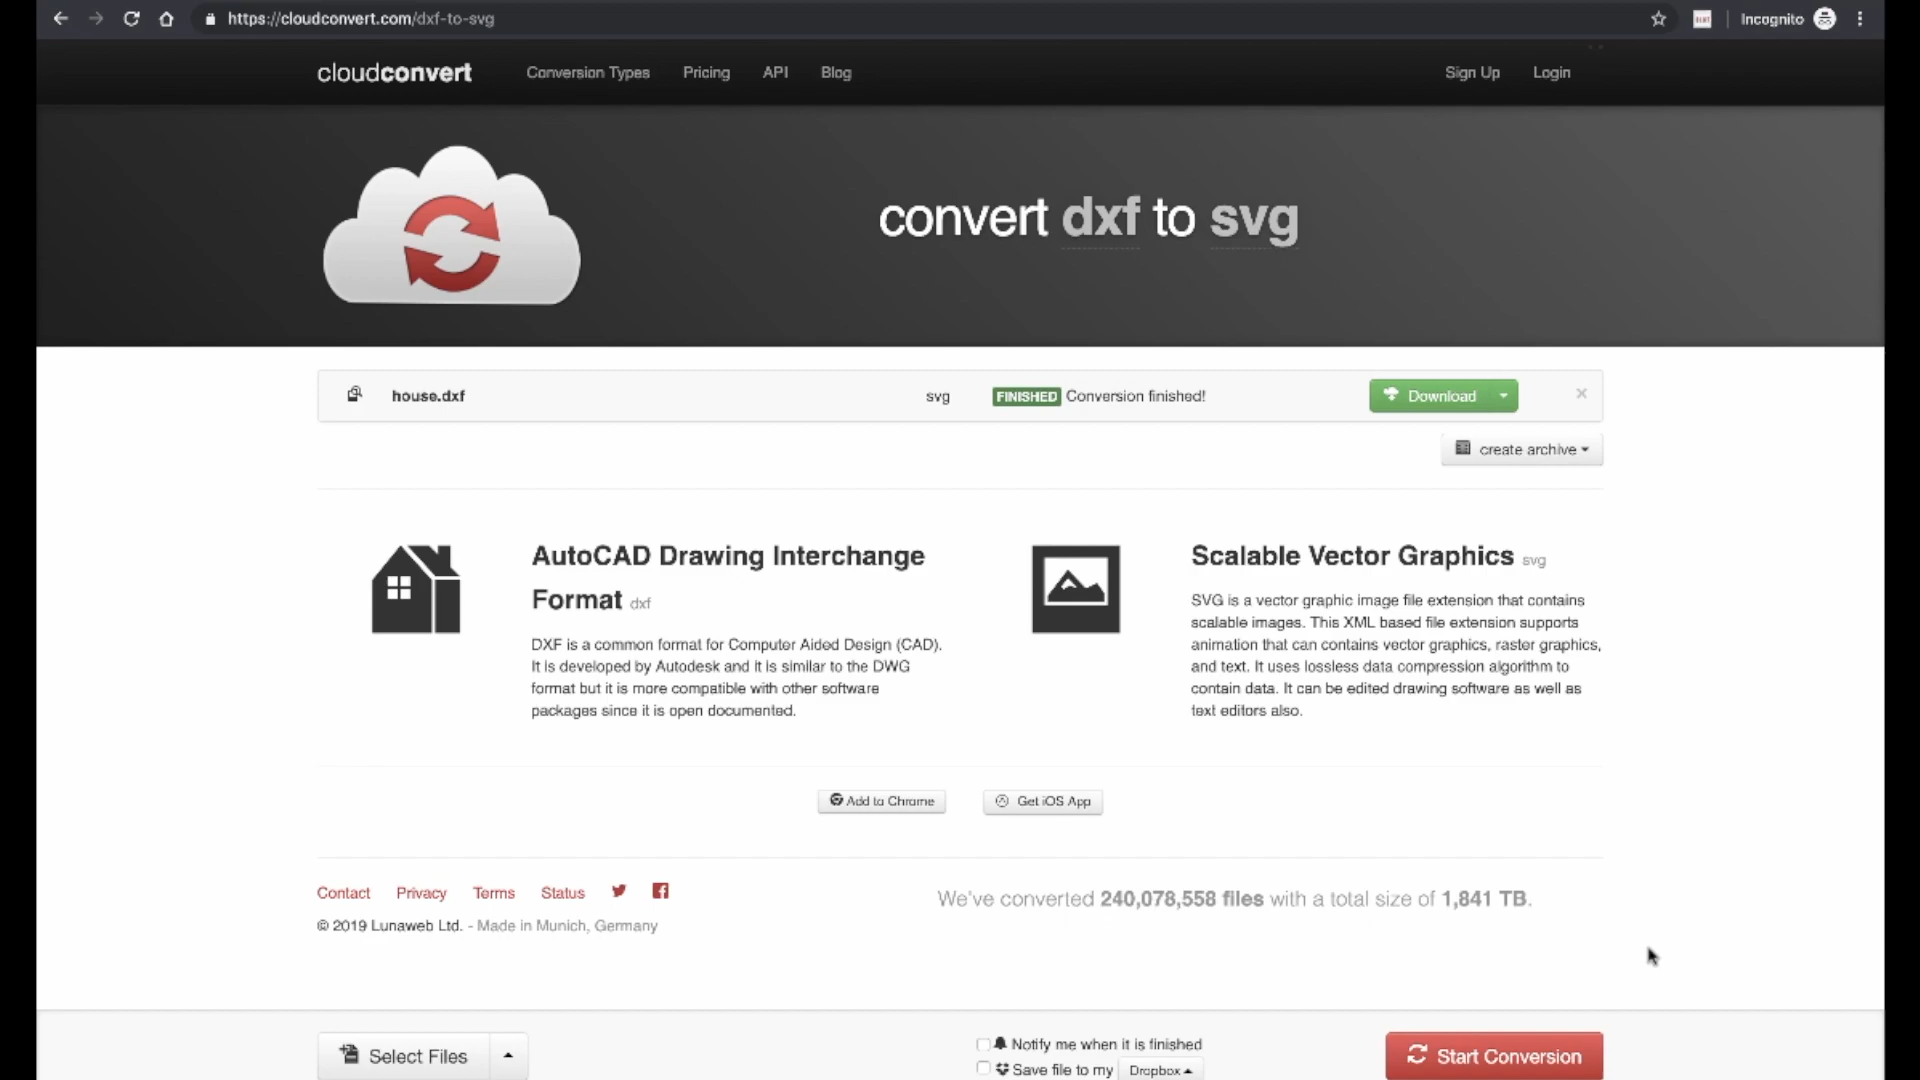 https://cloudconvert.com/dxf-to-svg
Incognito
cloudconvert
Conversion Types
Pricing
API
Blog
Sign Up
Login
convert dxf to svg
house.dxf
svg
FINISHED Conversion finished!
Download
create archive
AutoCAD Drawing Interchange
Format dxf
DXF is a common format for Computer Aided Design (CAD).
It is developed by Autodesk and it is similar to the DWG
format but it is more compatible with other software
packages since it is open documented.
Scalable Vector Graphics svg
SVG is a vector graphic image file extension that contains
scalable images. This XML based file extension supports
animation that can contains vector graphics, raster graphics,
and text. It uses lossless data compression algorithm to
contain data. It can be edited drawing software as well as
text editors also.
Add to Chrome
Get iOS App
Contact
Privacy
Terms
Status
We've converted 240,078,558 files with a total size of 1,841 TB.
© 2019 Lunaweb Ltd. - Made in Munich, Germany
Select Files
Notify me when it is finished
Save file to my Dropbox
Start Conversion